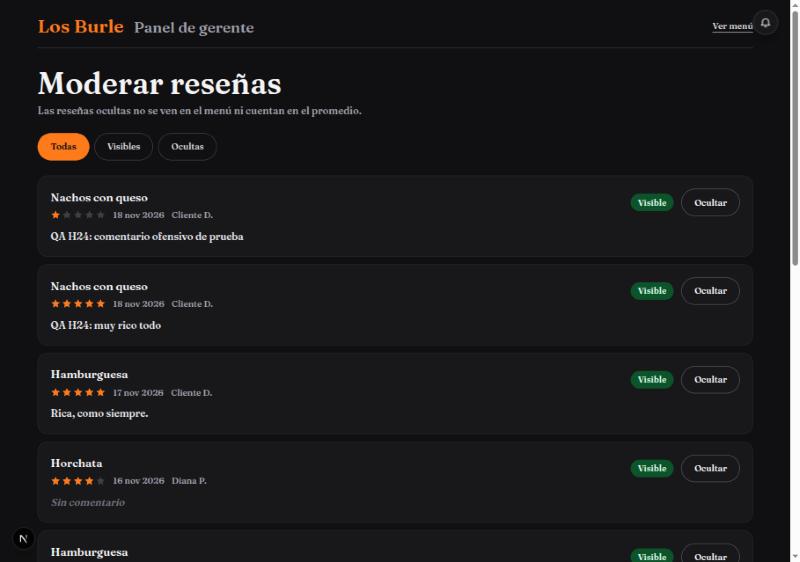 Los Burle Panel de gerente
Ver menú
Moderar reseñas
Las reseñas ocultas no se ven en el menú ni cuentan en el promedio.
Todas Visibles Ocultas
Nachos con queso
Visible Ocultar
18 nov 2026 Cliente D.
QA H24: comentario ofensivo de prueba
Nachos con queso
Visible Ocultar
18 nov 2026 Cliente D.
QA H24: muy rico todo
Hamburguesa
Visible Ocultar
17 nov 2026 Cliente D.
Rica, como siempre.
Horchata
Visible Ocultar
16 nov 2026 Diana P.
Sin comentario
N
Hamburguesa
Visible Ocultar